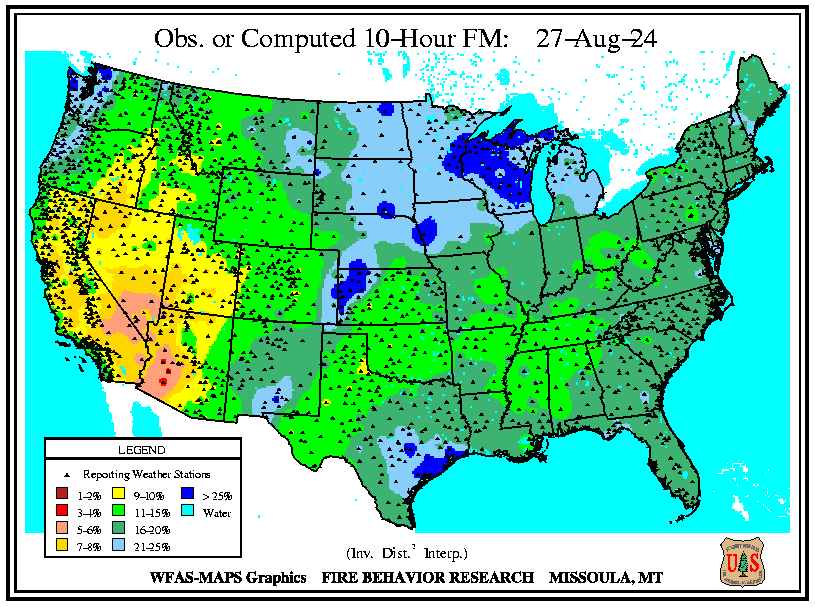 Obs. or Computed 10-Hour FM: 27-Aug-24
LEGEND
Reporting Weather Stations
1-2% 9-10% > 25%
3-4% 11-15% Water
5-6% 16-20%
7-8% 21-25%
(Inv. Dist.² Interp.)
WFAS-MAPS Graphics FIRE BEHAVIOR RESEARCH MISSOULA, MT
U S